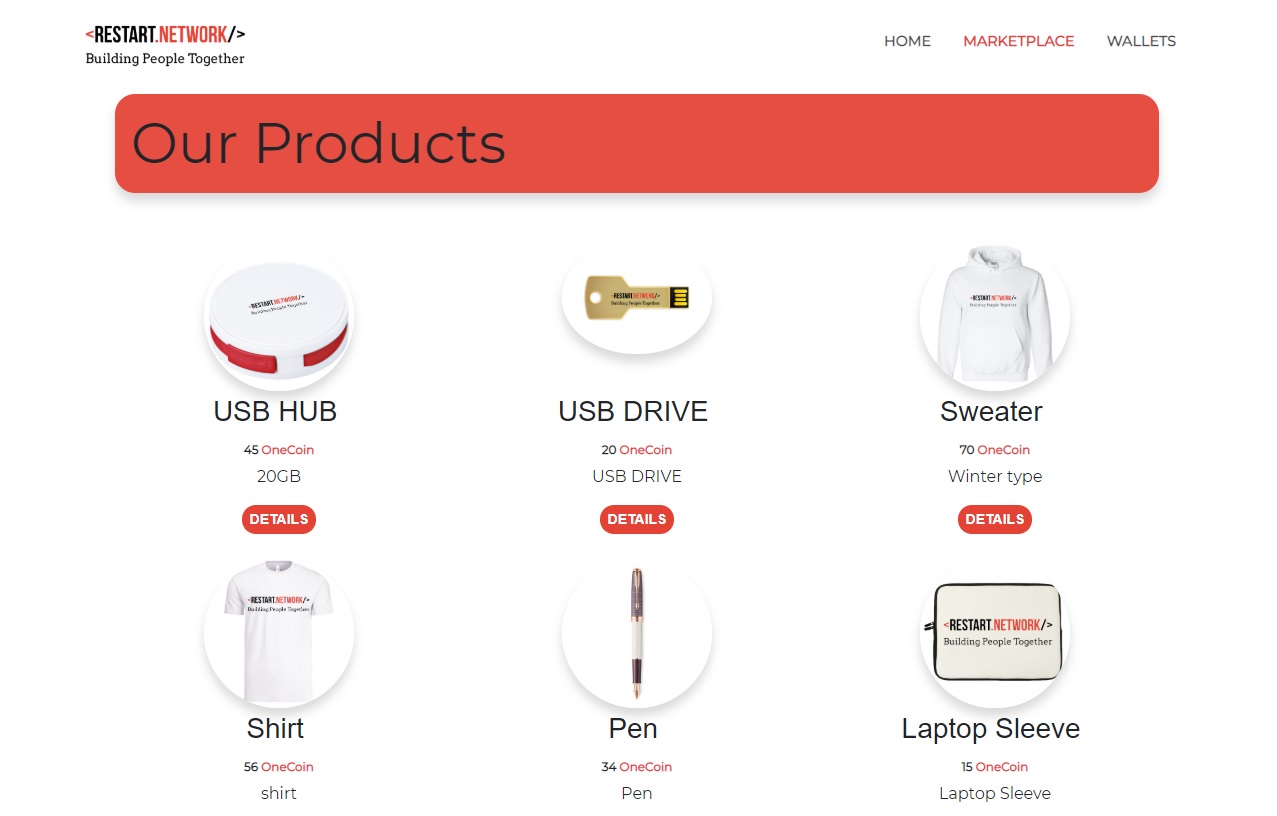 <RESTART.NETWORK/>
Building People Together
HOME MARKETPLACE WALLETS
Our Products
<RESTART.NETWORK/>
Building People Together
<RESTART.NETWORK/>
Building People Together
<RESTART.NETWORK/>
Building People Together
USB HUB USB DRIVE Sweater
45 OneCoin 20 OneCoin 70 OneCoin
20GB USB DRIVE Winter type
DETAILS DETAILS DETAILS
<RESTART.NETWORK/>
Building People Together
<RESTART.NETWORK/>
Building People Together
Shirt Pen Laptop Sleeve
56 OneCoin 34 OneCoin 15 OneCoin
shirt Pen Laptop Sleeve